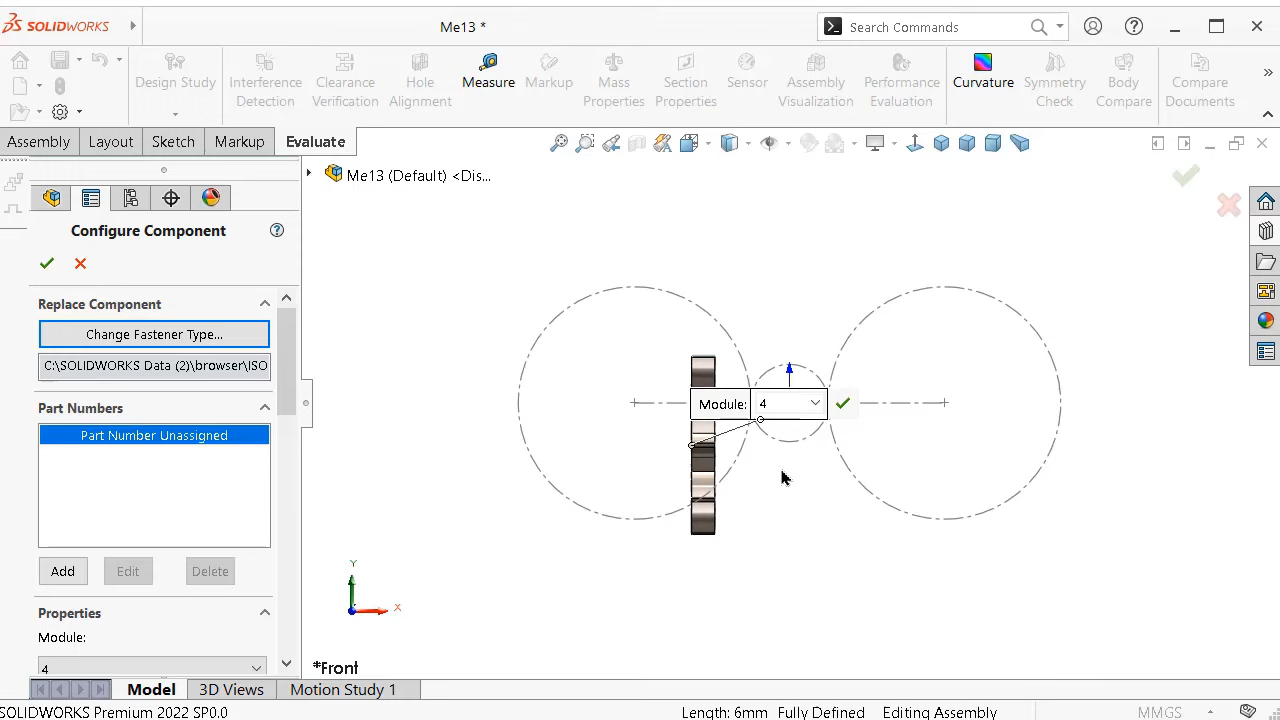 SOLIDWORKS
Me13 *
Search Commands
Design Study
Interference Detection
Clearance Verification
Hole Alignment
Measure
Markup
Mass Properties
Section Properties
Sensor
Assembly Visualization
Performance Evaluation
Curvature
Symmetry Check
Body Compare
Compare Documents
Assembly
Layout
Sketch
Markup
Evaluate
Me13 (Default) <Dis...
Configure Component
Replace Component
Change Fastener Type...
C:\SOLIDWORKS Data (2)\browser\ISO
Part Numbers
Part Number Unassigned
Add
Edit
Delete
Properties
Module:
4
Module: 4
Y
X
*Front
Model
3D Views
Motion Study 1
SOLIDWORKS Premium 2022 SP0.0
Length: 6mm
Fully Defined
Editing Assembly
MMGS